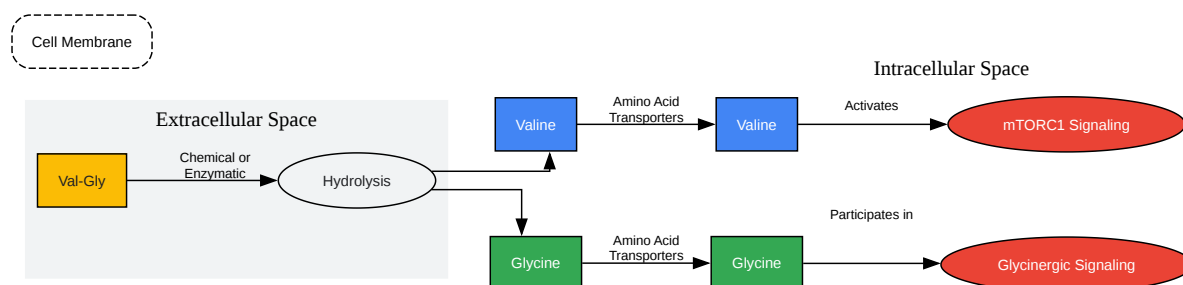 Cell Membrane
Intracellular Space
Extracellular Space
Val-Gly
Chemical or
Enzymatic
Hydrolysis
Valine
Amino Acid
Transporters
Valine
Activates
mTORC1 Signaling
Glycine
Amino Acid
Transporters
Glycine
Participates in
Glycinergic Signaling